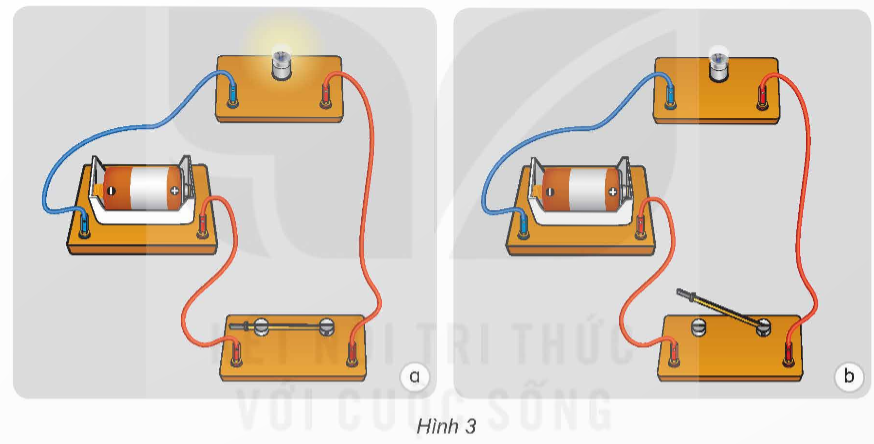 a
b
KẾT NỐI TRI THỨC
VỚI CUỘC SỐNG
Hình 3